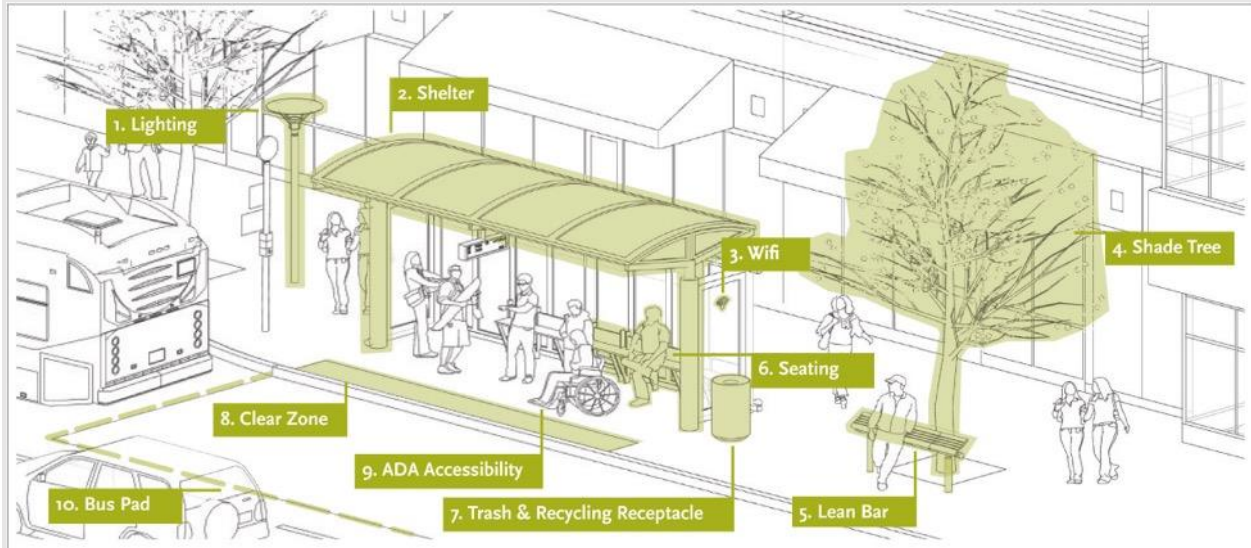 1. Lighting
2. Shelter
3. Wifi
4. Shade Tree
5. Lean Bar
6. Seating
7. Trash & Recycling Receptacle
8. Clear Zone
9. ADA Accessibility
10. Bus Pad